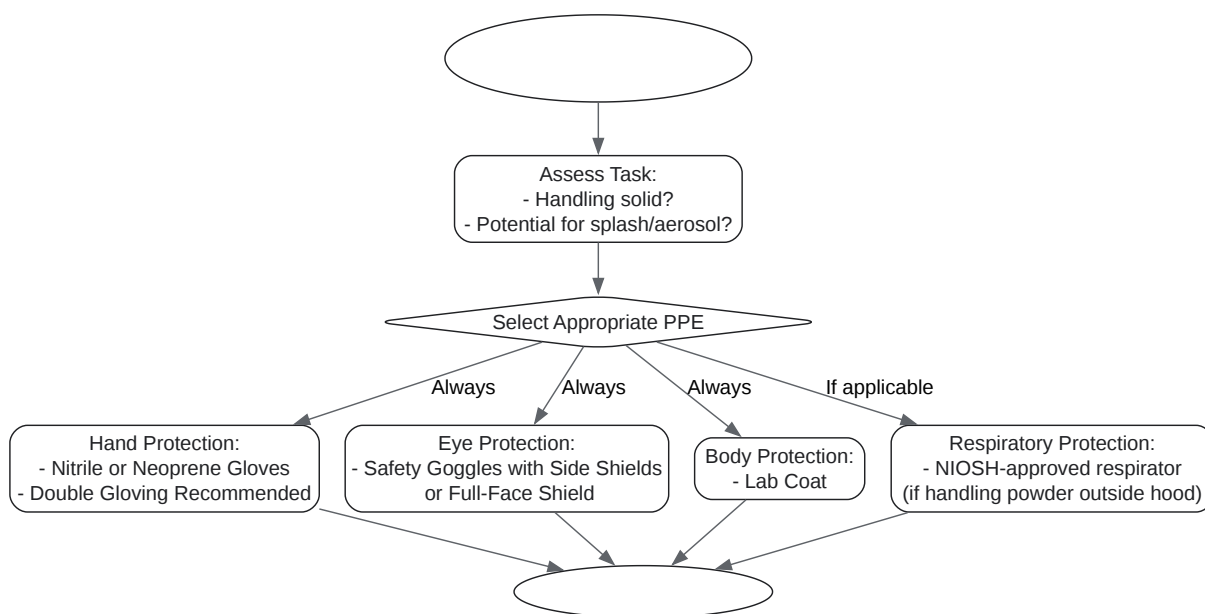 Assess Task:
- Handling solid?
- Potential for splash/aerosol?
Select Appropriate PPE
Always
Always
Always
If applicable
Hand Protection:
- Nitrile or Neoprene Gloves
- Double Gloving Recommended
Eye Protection:
- Safety Goggles with Side Shields
or Full-Face Shield
Body Protection:
- Lab Coat
Respiratory Protection:
- NIOSH-approved respirator
(if handling powder outside hood)